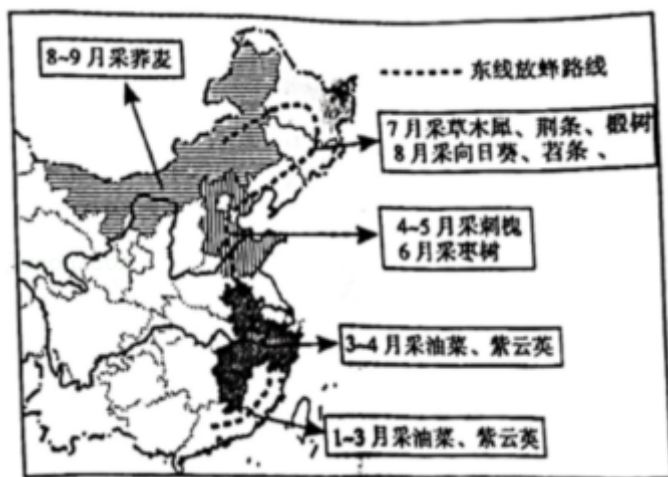 8~9月采荞麦
东线放蜂路线
7月采草木犀、荆条、椴树
8月采向日葵、苕条、
4~5月采刺槐
6月采枣树
3~4月采油菜、紫云英
1~3月采油菜、紫云英